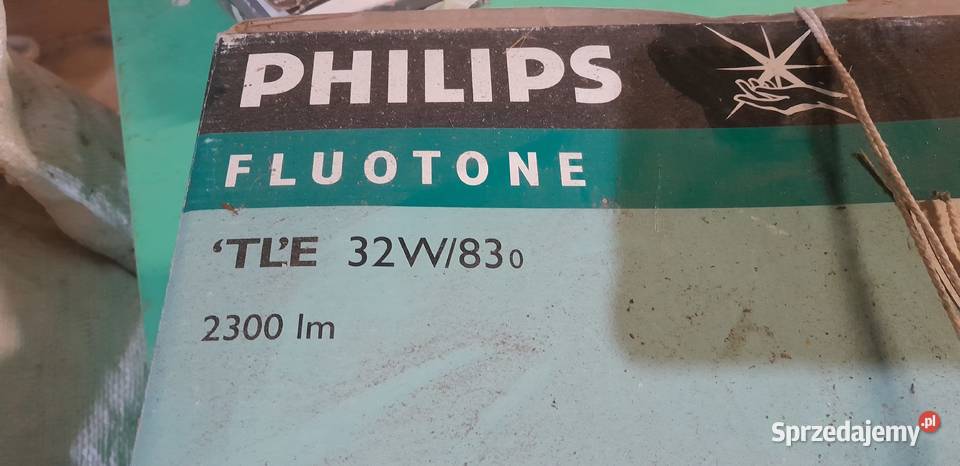 PHILIPS
FLUOTONE
‘TL’E 32W/830
2300 lm
Sprzedajemy.pl